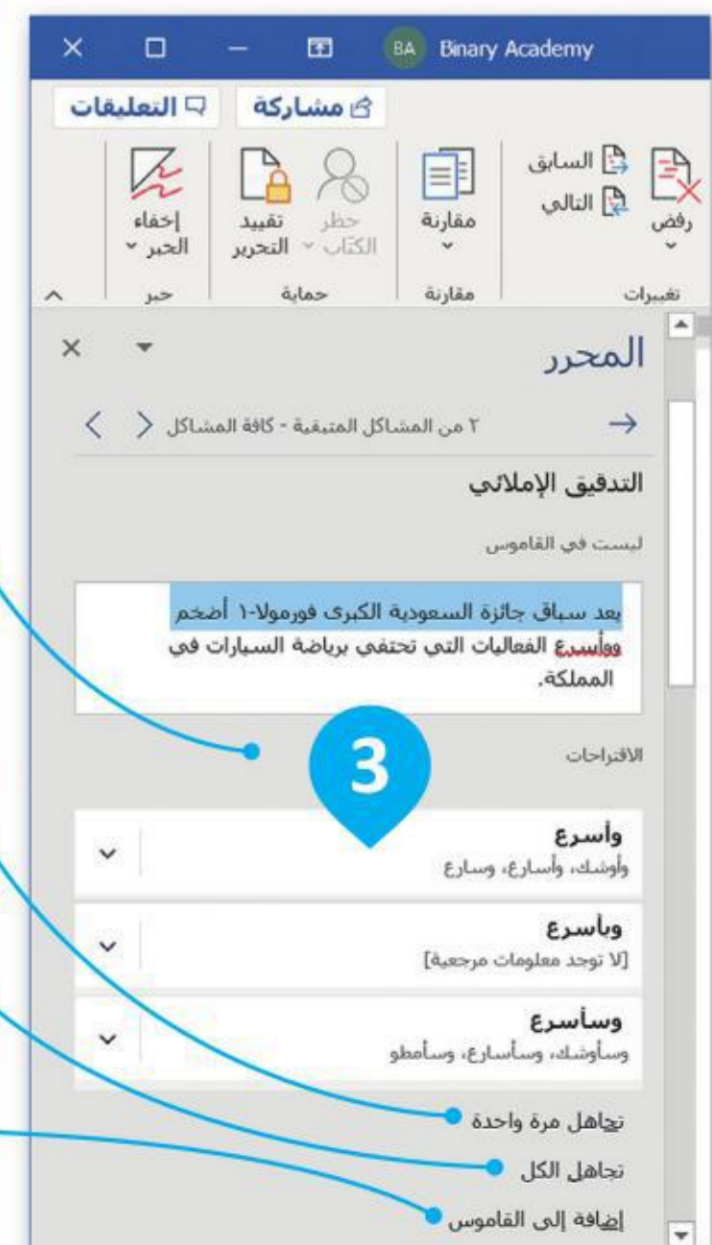 BA Binary Academy
مشاركة
التعليقات
رفض
السابق
التالي
تغييرات
مقارنة
مقارنة
حظر الكتّاب
تقييد التحرير
حماية
إخفاء الحبر
حبر
المحرر
٢ من المشاكل المتبقية - كافة المشاكل
التدقيق الإملائي
ليست في القاموس
يعد سباق جائزة السعودية الكبرى فورمولا-١ أضخم
ووأسرع الفعاليات التي تحتفي برياضة السيارات في
المملكة.
3
الاقتراحات
وأسرع
وأوشك، وأسارع، وسارع
وبأسرع
[لا توجد معلومات مرجعية]
وسأسرع
وسأوشك، وسأسارع، وسأمطو
تجاهل مرة واحدة
تجاهل الكل
إضافة إلى القاموس